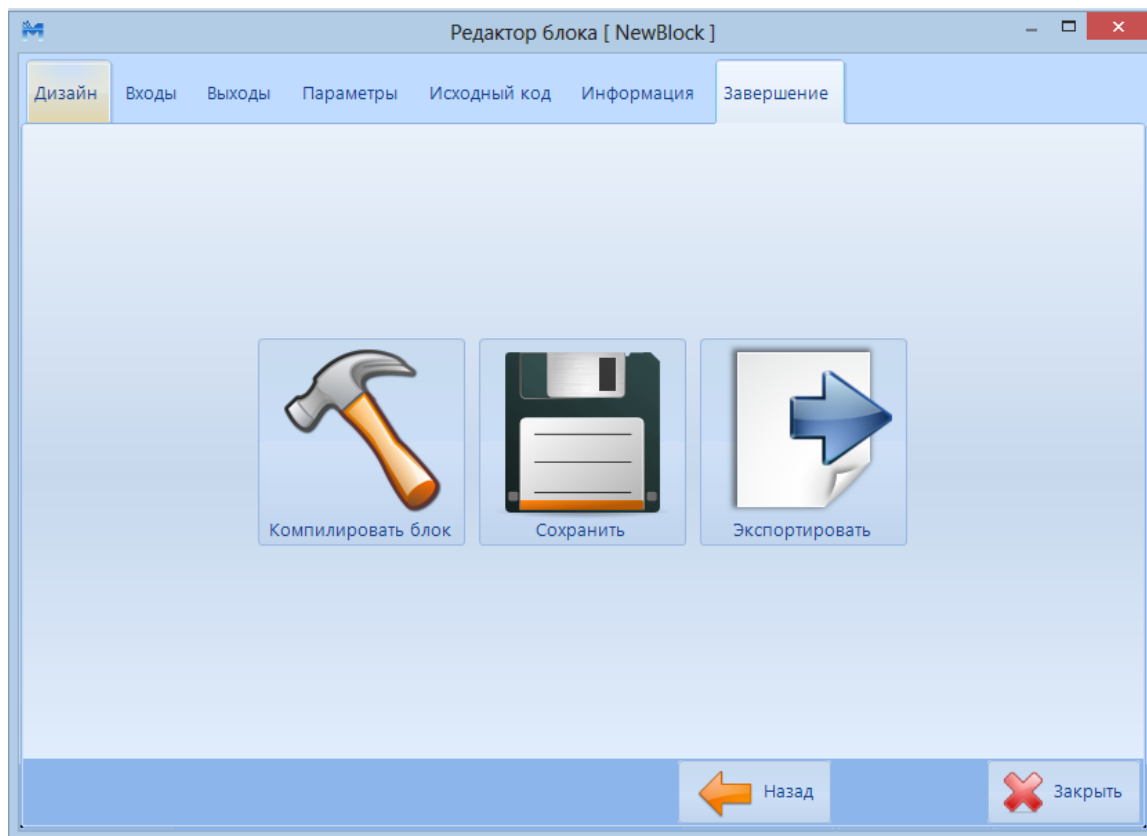 Редактор блока [ NewBlock ]
Дизайн Входы Выходы Параметры Исходный код Информация Завершение
Компилировать блок Сохранить Экспортировать
Назад Закрыть